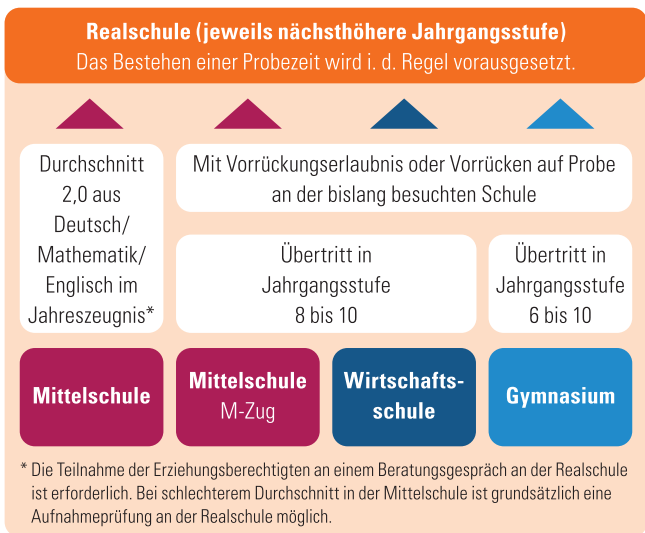 Realschule (jeweils nächsthöhere Jahrgangsstufe)
Das Bestehen einer Probezeit wird i. d. Regel vorausgesetzt.
Durchschnitt
2,0 aus
Deutsch/
Mathematik/
Englisch im
Jahreszeugnis*
Mit Vorrückungserlaubnis oder Vorrücken auf Probe
an der bislang besuchten Schule
Übertritt in
Jahrgangsstufe
8 bis 10
Übertritt in
Jahrgangsstufe
6 bis 10
Mittelschule
Mittelschule
M-Zug
Wirtschafts-
schule
Gymnasium
* Die Teilnahme der Erziehungsberechtigten an einem Beratungsgespräch an der Realschule
ist erforderlich. Bei schlechterem Durchschnitt in der Mittelschule ist grundsätzlich eine
Aufnahmeprüfung an der Realschule möglich.